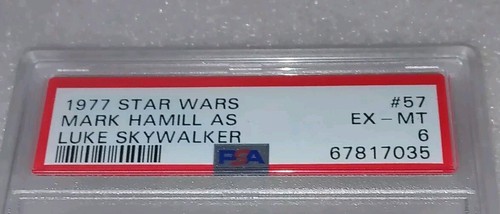 1977 STAR WARS #57
MARK HAMILL AS EX-MT
LUKE SKYWALKER 6
PSA 67817035